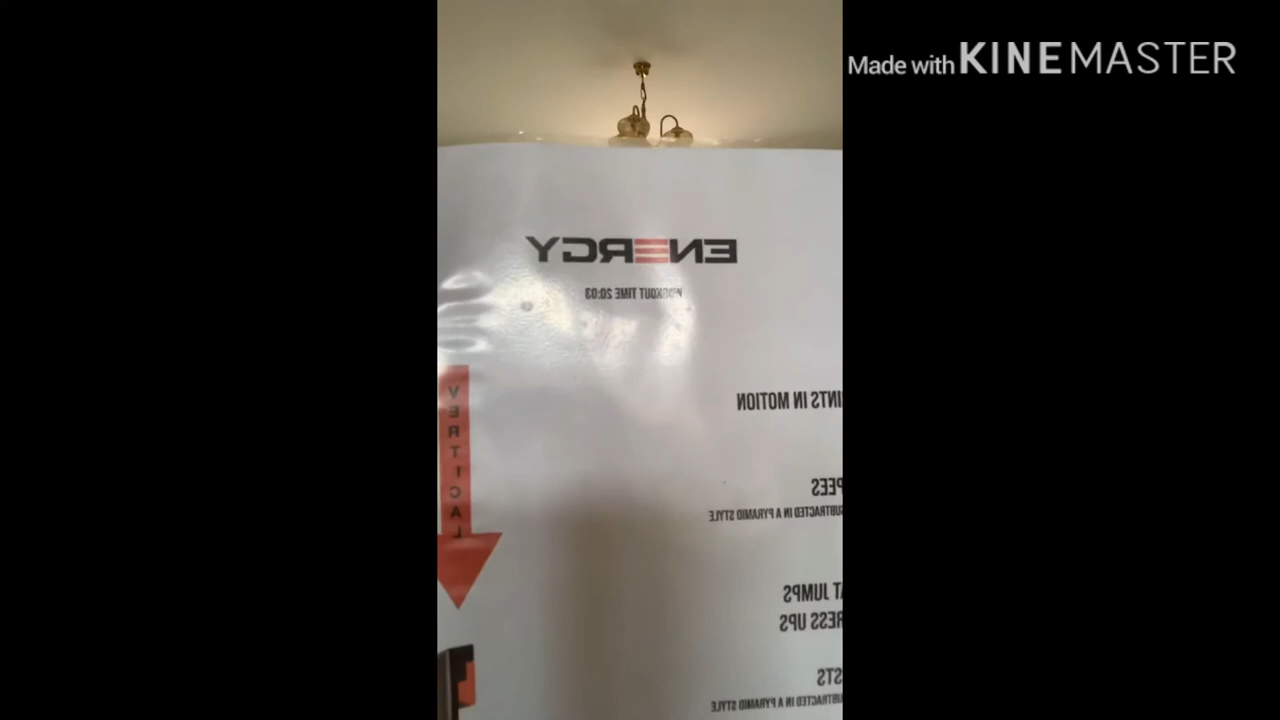 Made with KINEMASTER
ENERGY
WORKOUT TIME 20:03
VERTICAL
INTS IN MOTION
PEES
SUBTRACTED IN A PYRAMID STYLE
AT JUMPS
RESS UPS
STS
SUBTRACTED IN A PYRAMID STYLE